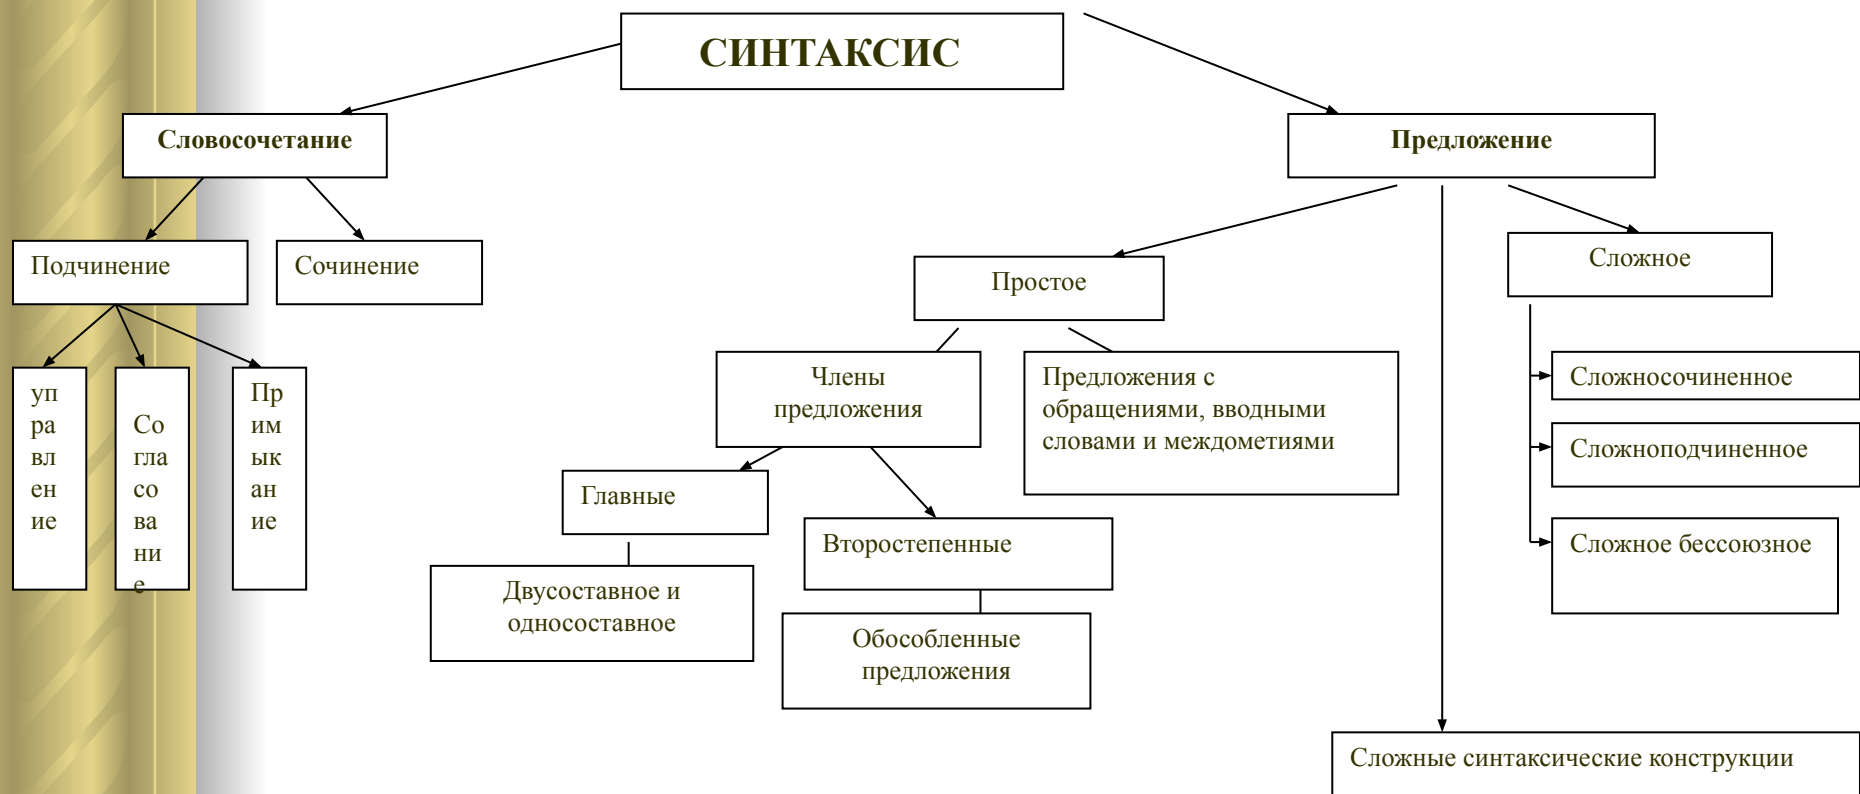 СИНТАКСИС
Словосочетание
Предложение
Подчинение
Сочинение
Простое
Сложное
уп
ра
вл
ен
ие
Со
гла
со
ва
ни
е
Пр
им
ык
ан
ие
Члены
предложения
Предложения с
обращениями, вводными
словами и междометиями
Сложносочиненное
Сложноподчиненное
Сложное бессоюзное
Главные
Второстепенные
Двусоставное и
односоставное
Обособленные
предложения
Сложные синтаксические конструкции